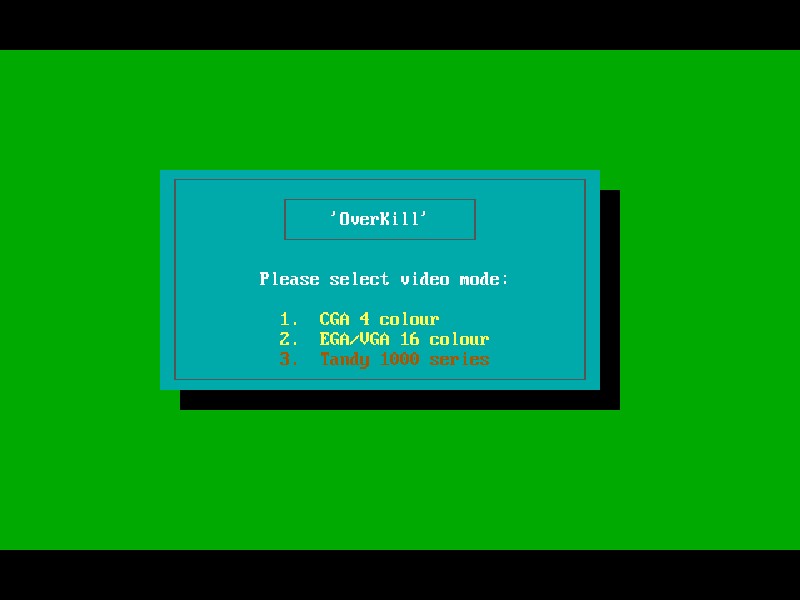 'OverKill'
Please select video mode:
1. CGA 4 colour
2. EGA/VGA 16 colour
3. Tandy 1000 series